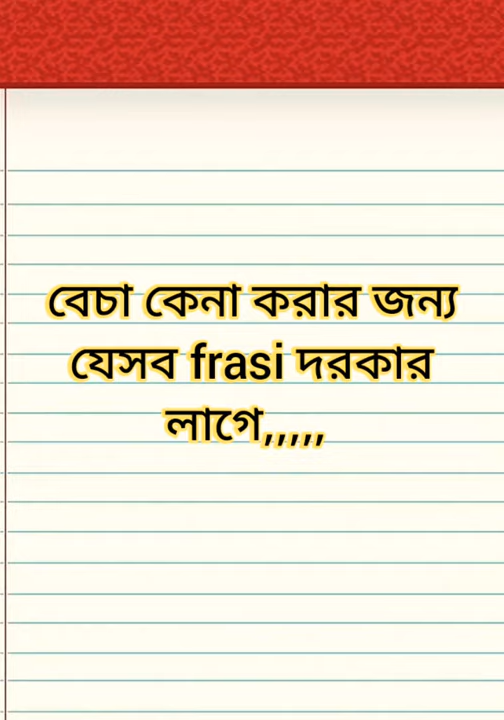 বেচা কেনা করার জন্য
যেসব frasi দরকার
লাগে,,,,,